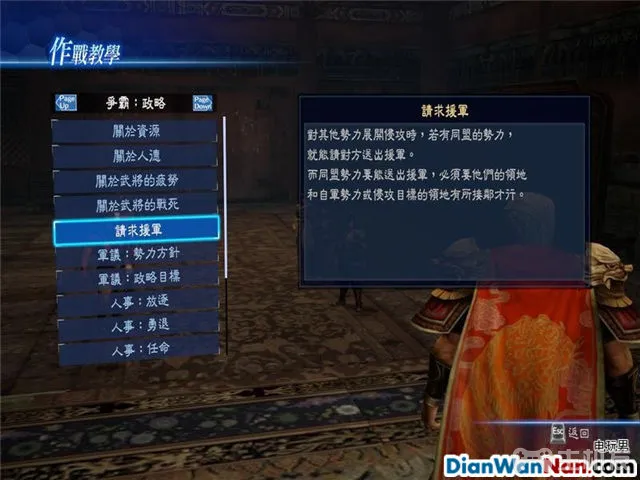 作戰教學
Page Up
爭霸：政略
Page Down
關於資源
關於人德
關於武將的疲勞
關於武將的戰死
請求援軍
軍議：勢力方針
軍議：政略目標
人事：放逐
人事：勇退
人事：任命
請求援軍
對其他勢力展開侵攻時，若有同盟的勢力，
就能請對方送出援軍。
而同盟勢力要能送出援軍，必須要他們的領地
和自軍勢力或侵攻目標的領地有所接鄰才行。
Esc 返回
电玩男
DianWanNan.com